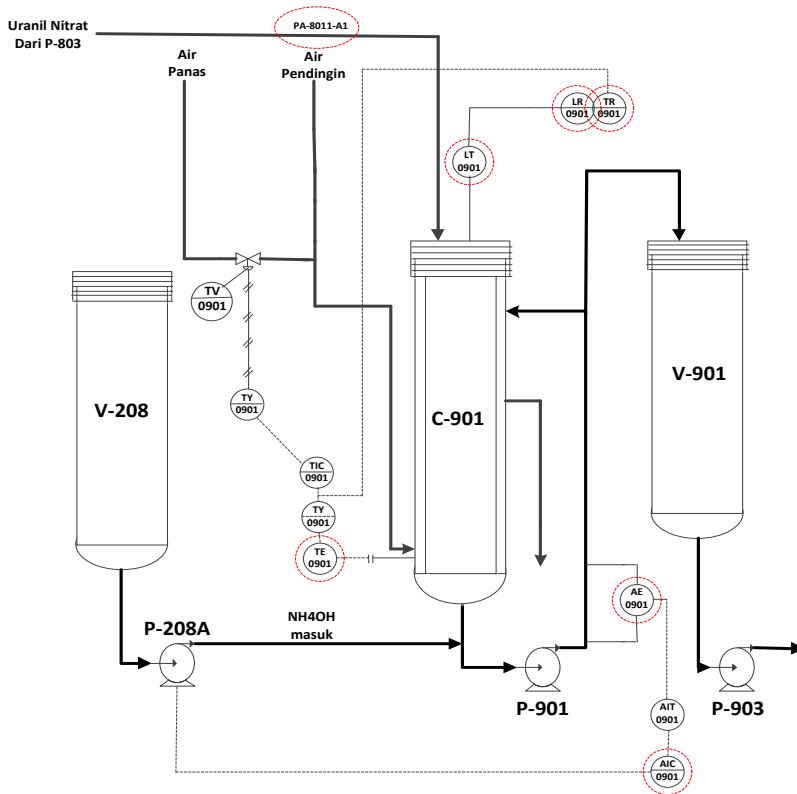 Uranil Nitrat
Dari P-803
PA-8011-A1
Air
Panas
Air
Pendingin
LR
0901
TR
0901
LT
0901
TV
0901
V-208
C-901
V-901
TY
0901
TIC
0901
TY
0901
TE
0901
AE
0901
P-208A
NH4OH
masuk
P-901
P-903
AIT
0901
AIC
0901